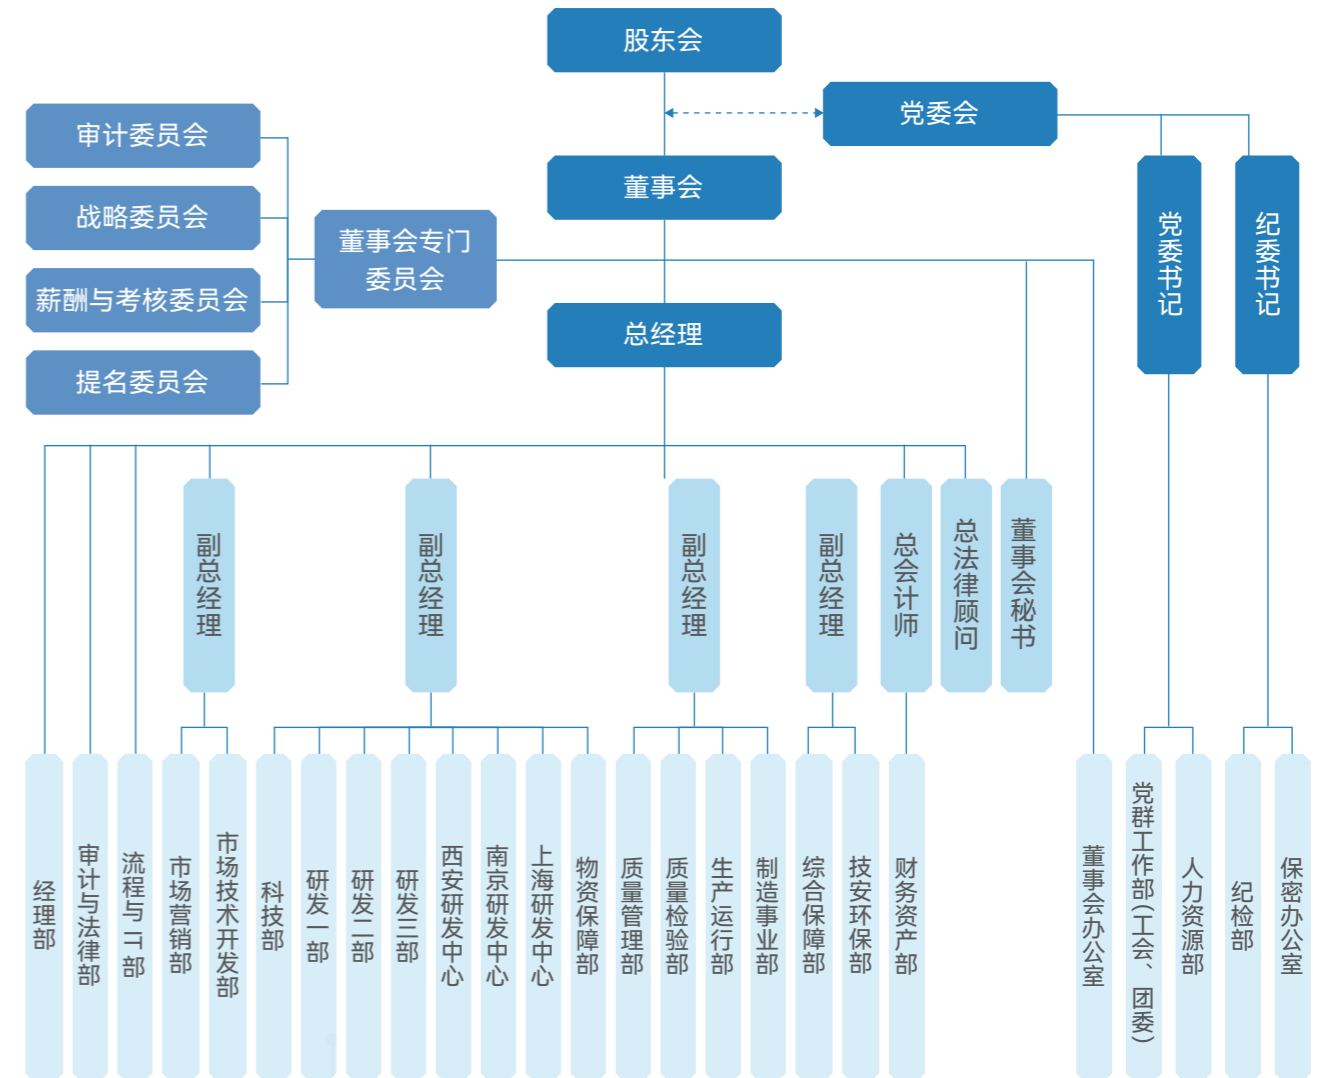 股东会
党委会
审计委员会
战略委员会
薪酬与考核委员会
提名委员会
董事会专门
委员会
董事会
总经理
党委书记
纪委书记
副总经理
副总经理
副总经理
副总经理
总会计师
总法律顾问
董事会秘书
经理部
审计与法律部
流程与IT部
市场营销部
市场技术开发部
科技部
研发一部
研发二部
研发三部
西安研发中心
南京研发中心
上海研发中心
物资保障部
质量管理部
质量检验部
生产运行部
制造事业部
综合保障部
技安环保部
财务资产部
董事会办公室
党群工作部(工会、团委)
人力资源部
纪检部
保密办公室